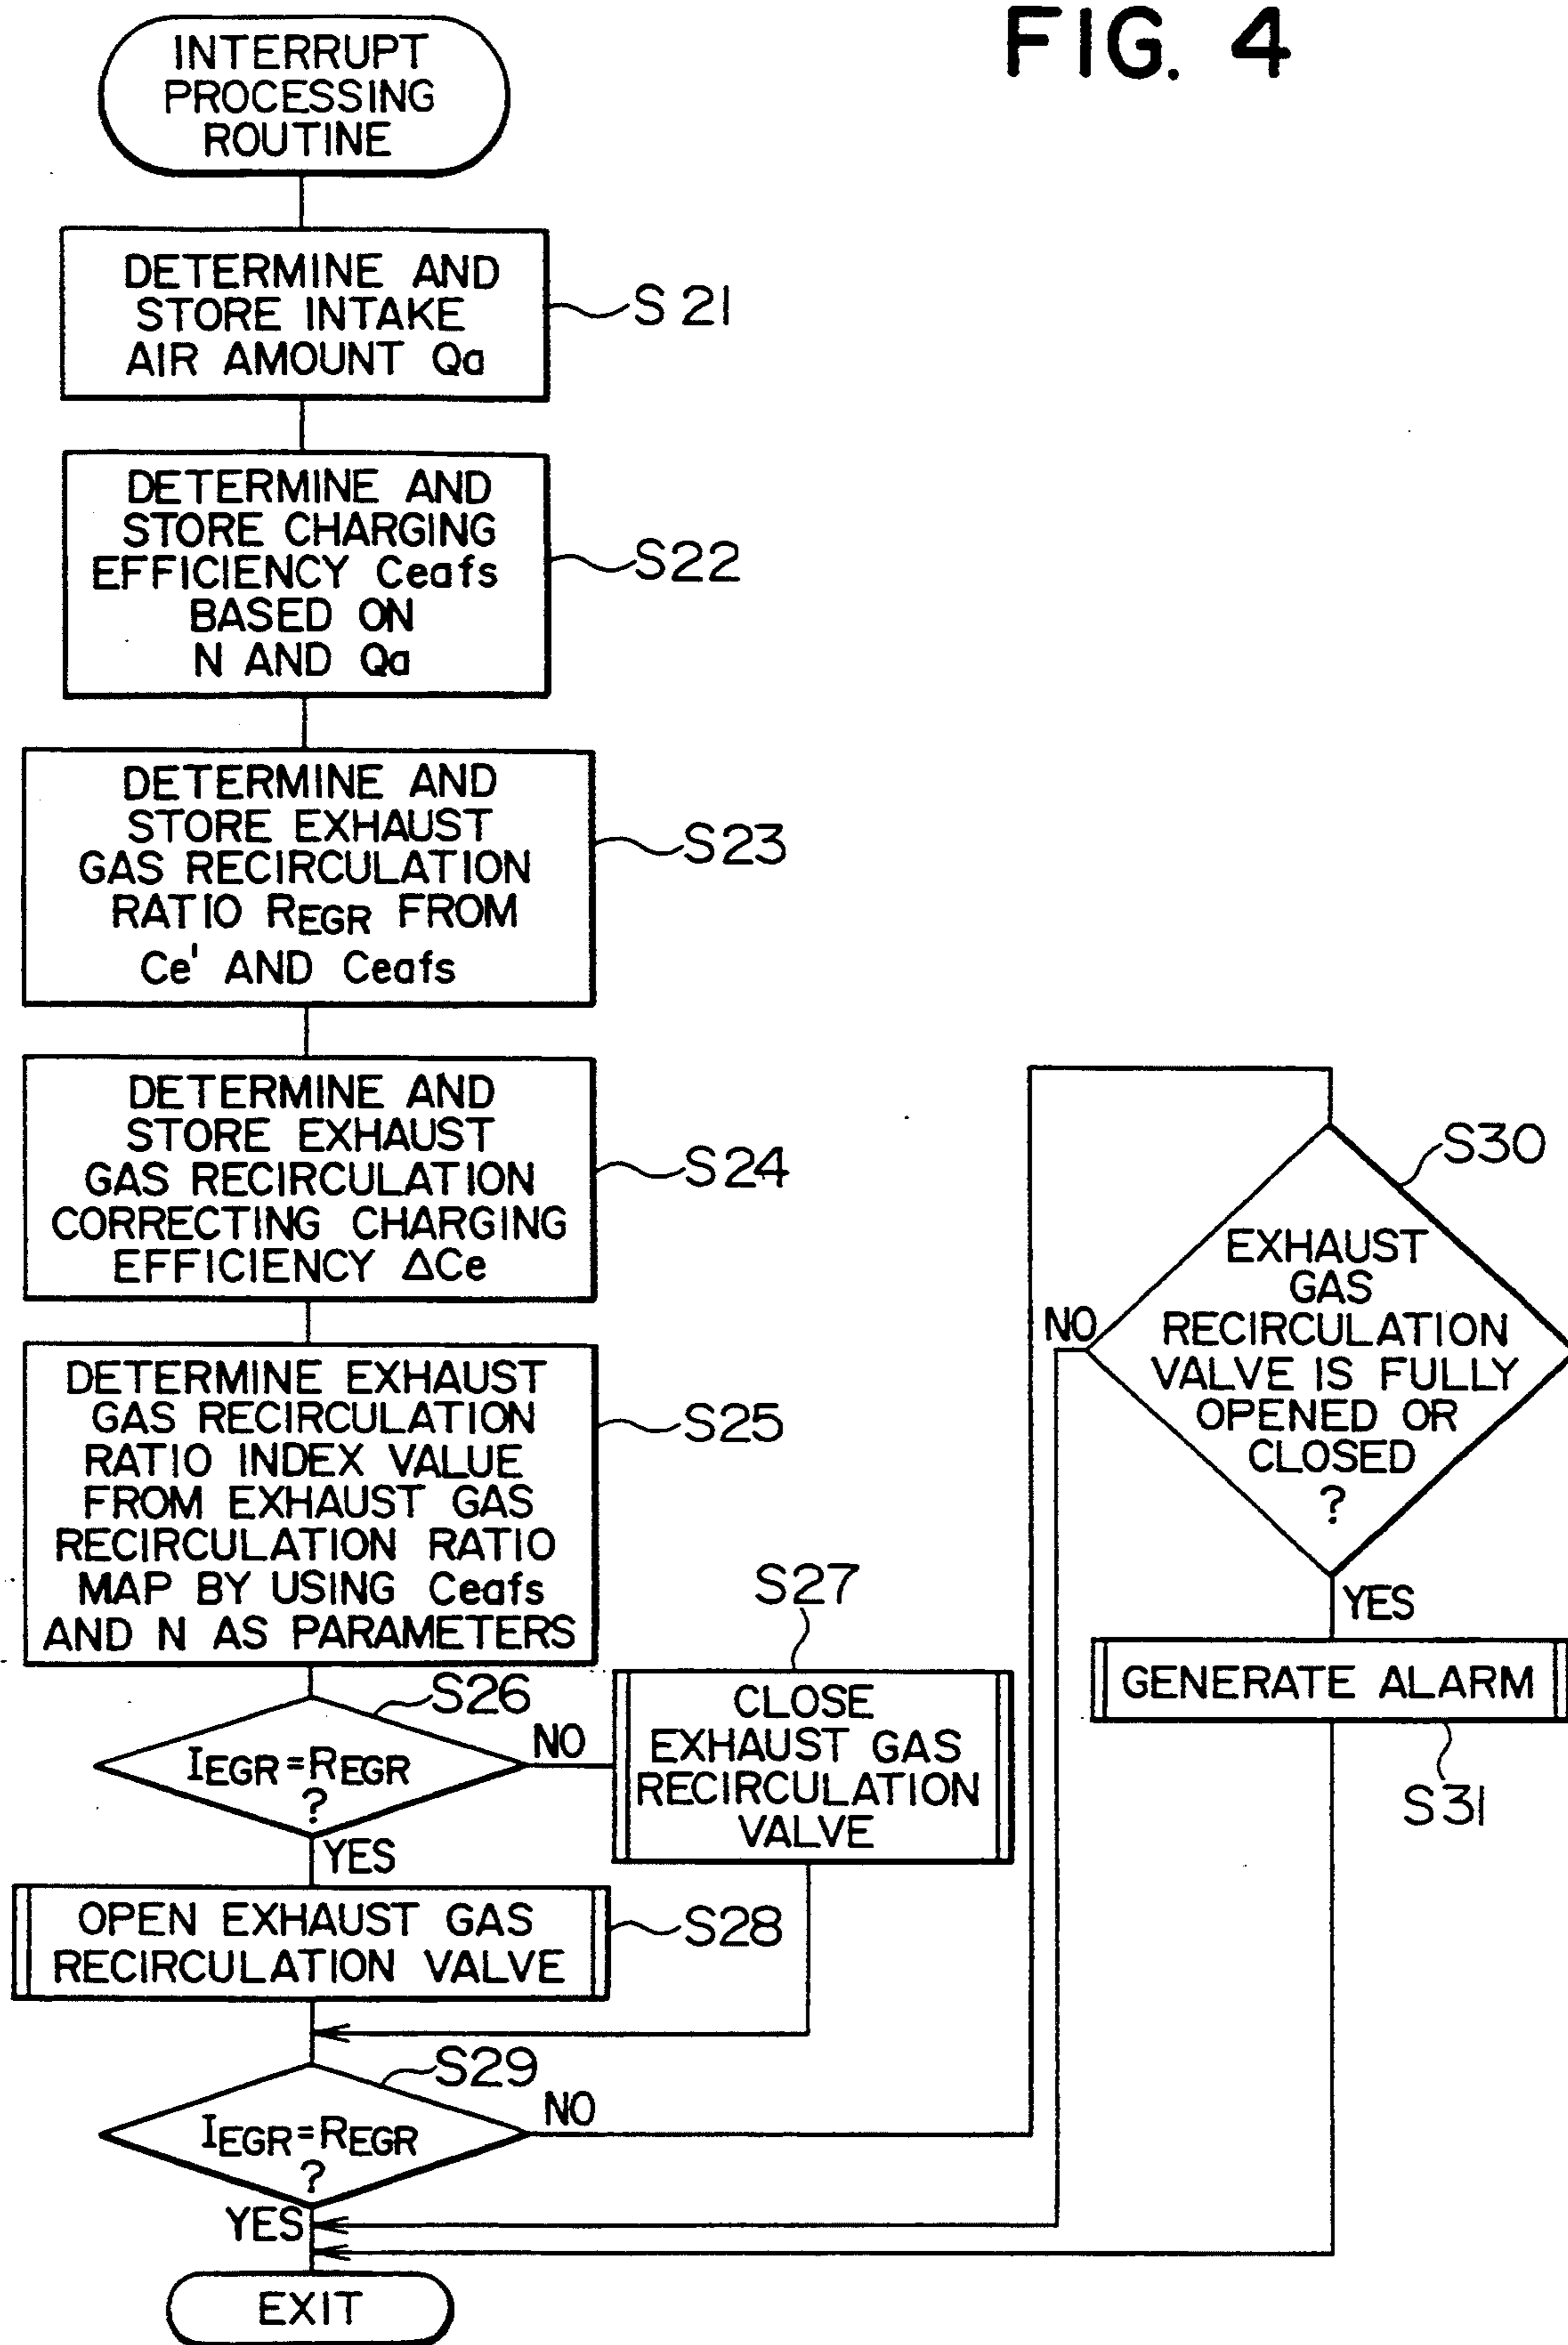 FIG. 4
INTERRUPT
PROCESSING
ROUTINE
DETERMINE AND
STORE INTAKE
AIR AMOUNT Qa
S21
DETERMINE AND
STORE CHARGING
EFFICIENCY Ceafs
BASED ON
N AND Qa
S22
DETERMINE AND
STORE EXHAUST
GAS RECIRCULATION
RATIO REGR FROM
Ce' AND Ceafs
S23
DETERMINE AND
STORE EXHAUST
GAS RECIRCULATION
CORRECTING CHARGING
EFFICIENCY ΔCe
S24
DETERMINE EXHAUST
GAS RECIRCULATION
RATIO INDEX VALUE
FROM EXHAUST GAS
RECIRCULATION RATIO
MAP BY USING Ceafs
AND N AS PARAMETERS
S25
S26
IEGR=REGR
?
NO
YES
S27
CLOSE
EXHAUST GAS
RECIRCULATION
VALVE
OPEN EXHAUST GAS
RECIRCULATION VALVE
S28
S29
IEGR=REGR
?
NO
YES
S30
EXHAUST
GAS
RECIRCULATION
VALVE IS FULLY
OPENED OR
CLOSED
?
NO
YES
GENERATE ALARM
S31
EXIT